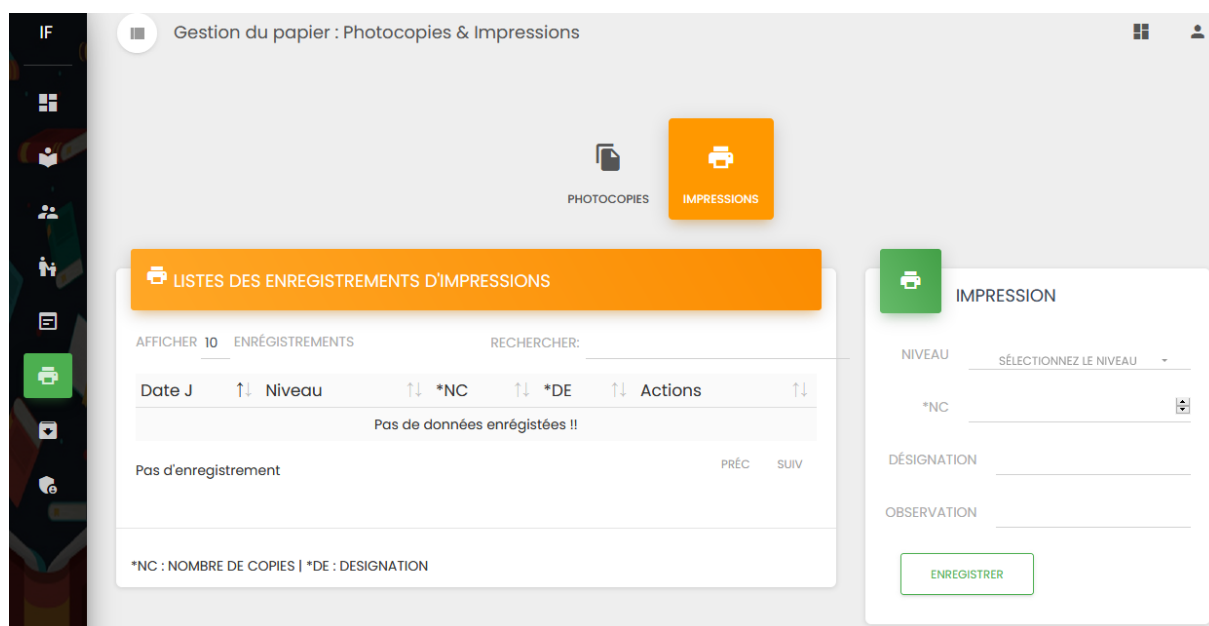 IF
Gestion du papier : Photocopies & Impressions
PHOTOCOPIES
IMPRESSIONS
LISTES DES ENREGISTREMENTS D'IMPRESSIONS
AFFICHER 10 ENRÉGISTREMENTS RECHERCHER:
Date J Niveau *NC *DE Actions
Pas de données enrégistées !!
Pas d'enregistrement PRÉC SUIV
*NC : NOMBRE DE COPIES | *DE : DESIGNATION
IMPRESSION
NIVEAU SÉLECTIONNEZ LE NIVEAU
*NC
DÉSIGNATION
OBSERVATION
ENREGISTRER